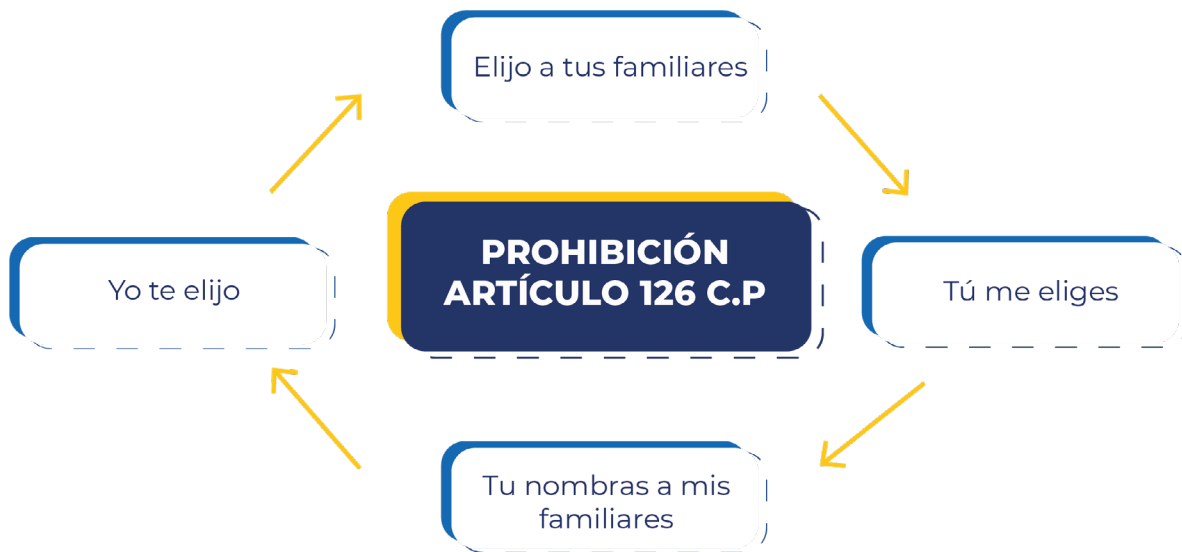 Elijo a tus familiares
PROHIBICIÓN
ARTÍCULO 126 C.P
Yo te elijo
Tú me eliges
Tu nombras a mis
familiares